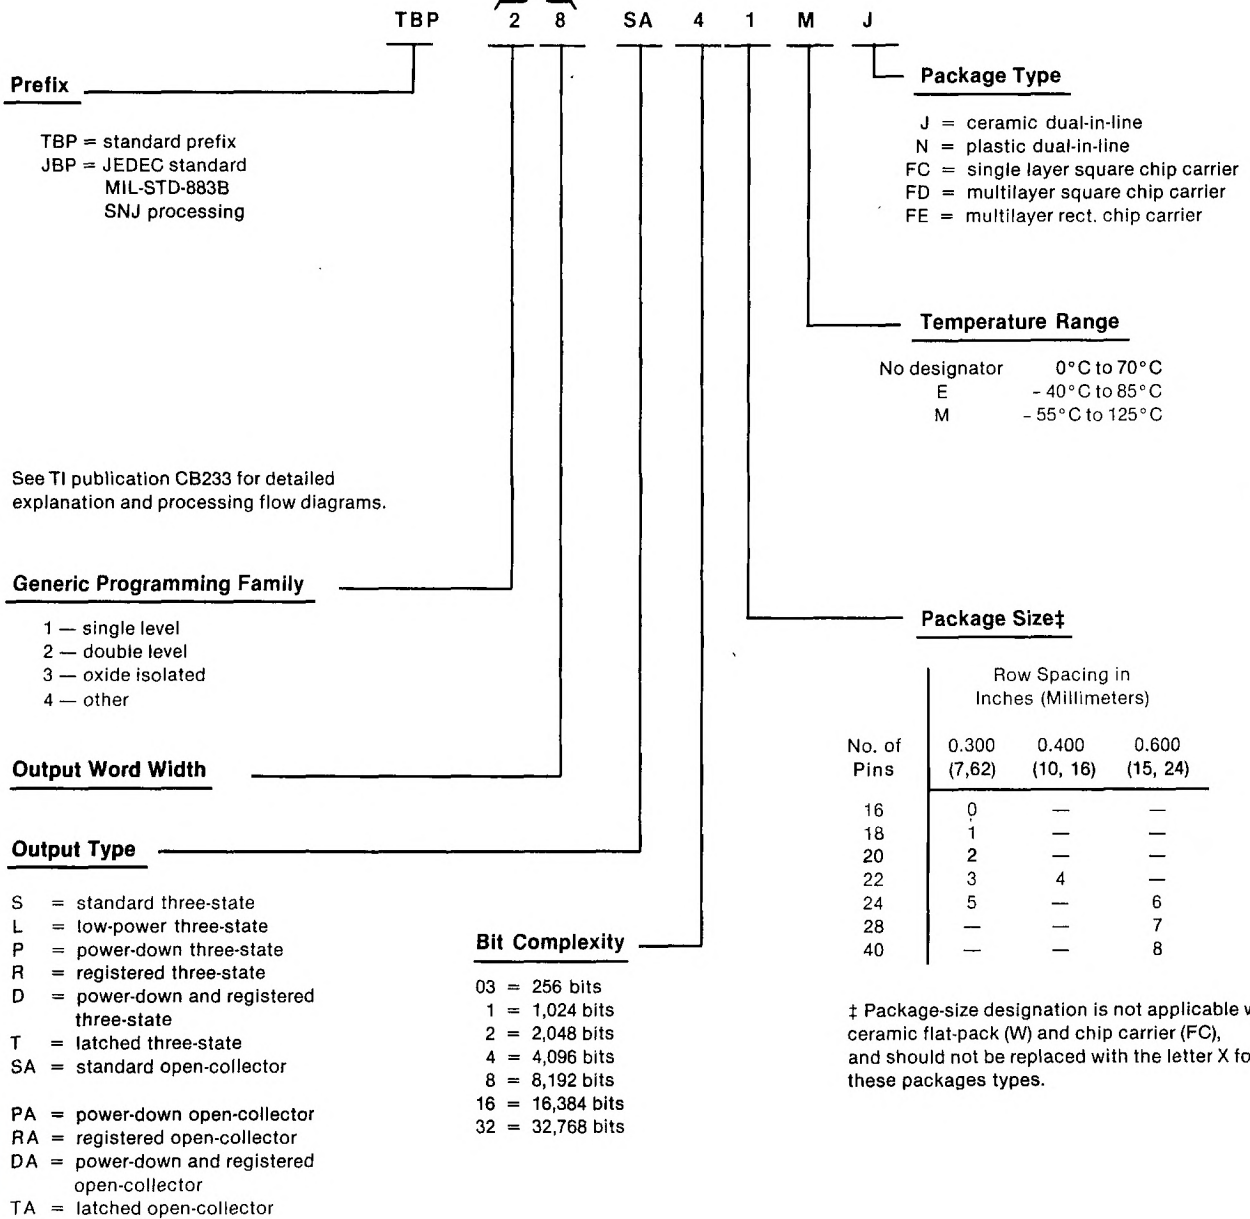 TBP 2 8 SA 4 1 M J
Prefix
TBP = standard prefix
JBP = JEDEC standard
MIL-STD-883B
SNJ processing
Package Type
J = ceramic dual-in-line
N = plastic dual-in-line
FC = single layer square chip carrier
FD = multilayer square chip carrier
FE = multilayer rect. chip carrier
Temperature Range
No designator 0°C to 70°C
E – 40°C to 85°C
M – 55°C to 125°C
See TI publication CB233 for detailed
explanation and processing flow diagrams.
Generic Programming Family
1 — single level
2 — double level
3 — oxide isolated
4 — other
Output Word Width
Output Type
S = standard three-state
L = low-power three-state
P = power-down three-state
R = registered three-state
D = power-down and registered
three-state
T = latched three-state
SA = standard open-collector
PA = power-down open-collector
RA = registered open-collector
DA = power-down and registered
open-collector
TA = latched open-collector
Bit Complexity
03 = 256 bits
1 = 1,024 bits
2 = 2,048 bits
4 = 4,096 bits
8 = 8,192 bits
16 = 16,384 bits
32 = 32,768 bits
Package Size‡
Row Spacing in
Inches (Millimeters)
No. of 0.300 0.400 0.600
Pins (7,62) (10, 16) (15, 24)
16 0 — —
18 1 — —
20 2 — —
22 3 4 —
24 5 — 6
28 — — 7
40 — — 8
‡ Package-size designation is not applicable
ceramic flat-pack (W) and chip carrier (FC),
and should not be replaced with the letter X
these packages types.